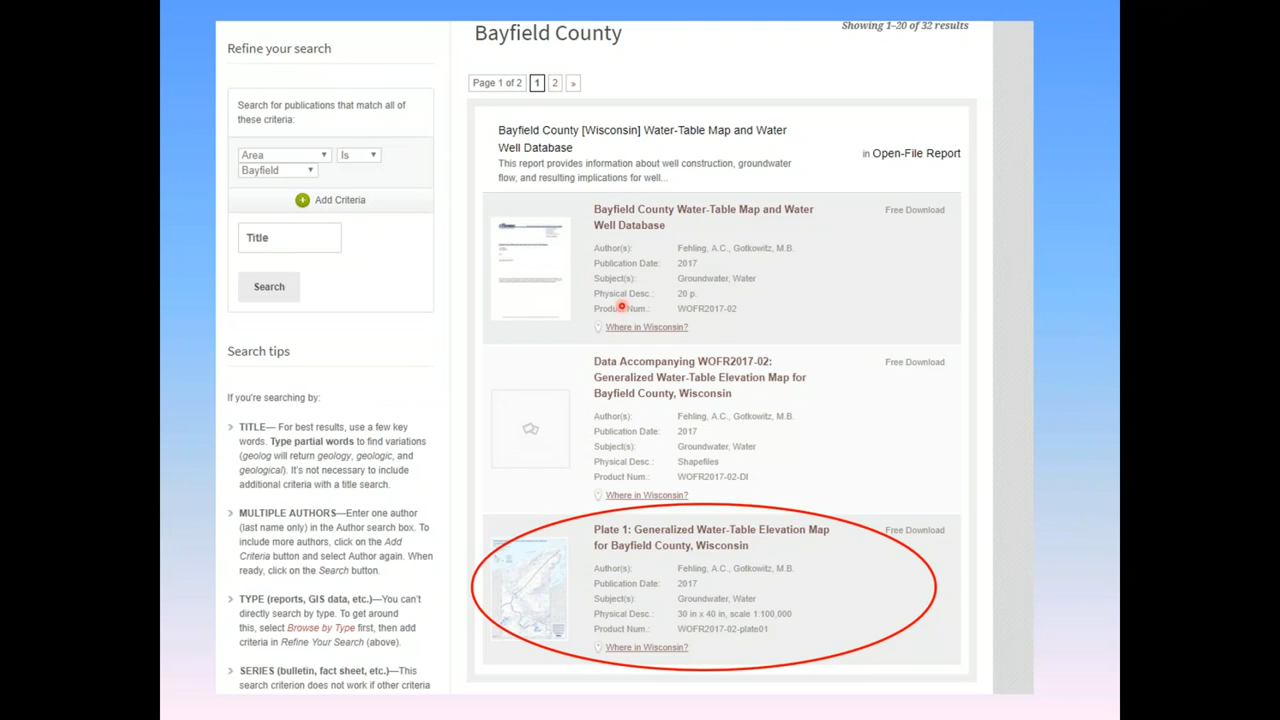 Refine your search
Search for publications that match all of
these criteria:
Area
Is
Bayfield
Add Criteria
Title
Search
Search tips
If you're searching by:
TITLE— For best results, use a few key
words. Type partial words to find variations
(geolog will return geology, geologic, and
geological). It's not necessary to include
additional criteria with a title search.
MULTIPLE AUTHORS— Enter one author
(last name only) in the Author search box. To
include more authors, click on the Add
Criteria button and select Author again. When
ready, click on the Search button.
TYPE (reports, GIS data, etc.)—You can't
directly search by type. To get around
this, select Browse by Type first, then add
criteria in Refine Your Search (above).
SERIES (bulletin, fact sheet, etc.)—This
search criterion does not work if other criteria
Bayfield County
Showing 1–20 of 32 results
Page 1 of 2 1 2 »
Bayfield County [Wisconsin] Water-Table Map and Water
Well Database
in Open-File Report
This report provides information about well construction, groundwater
flow, and resulting implications for well...
Bayfield County Water-Table Map and Water
Well Database
Free Download
Author(s): Fehling, A.C., Gotkowitz, M.B.
Publication Date: 2017
Subject(s): Groundwater, Water
Physical Desc.: 20 p.
Product Num.: WOFR2017-02
Where in Wisconsin?
Data Accompanying WOFR2017-02:
Generalized Water-Table Elevation Map for
Bayfield County, Wisconsin
Free Download
Author(s): Fehling, A.C., Gotkowitz, M.B.
Publication Date: 2017
Subject(s): Groundwater, Water
Physical Desc.: Shapefiles
Product Num.: WOFR2017-02-DI
Where in Wisconsin?
Plate 1: Generalized Water-Table Elevation Map
for Bayfield County, Wisconsin
Free Download
Author(s): Fehling, A.C., Gotkowitz, M.B.
Publication Date: 2017
Subject(s): Groundwater, Water
Physical Desc.: 30 in x 40 in, scale 1:100,000
Product Num.: WOFR2017-02-plate01
Where in Wisconsin?